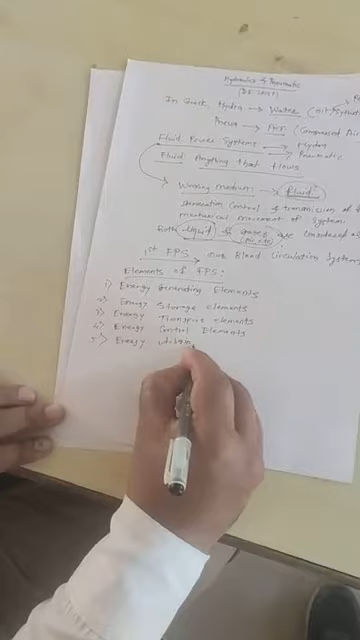 Hydraulics & Pneumatic
In Greek, Hydra → Water
Pneuma → Air (Compressed Air
Fluid Power Systems → Hydra
→ Pneumatic
Fluid: Anything that flows
Working medium → fluid
Generation, Control & transmission of
mechanical movement of System.
Both liquid & gases are considered as
1st FPS → our Blood Circulation System
Elements of FPS:
1) Energy Generating Elements
2) Energy Storage elements
3) Energy Transport elements
4) Energy Control Elements
5) Energy utilizin